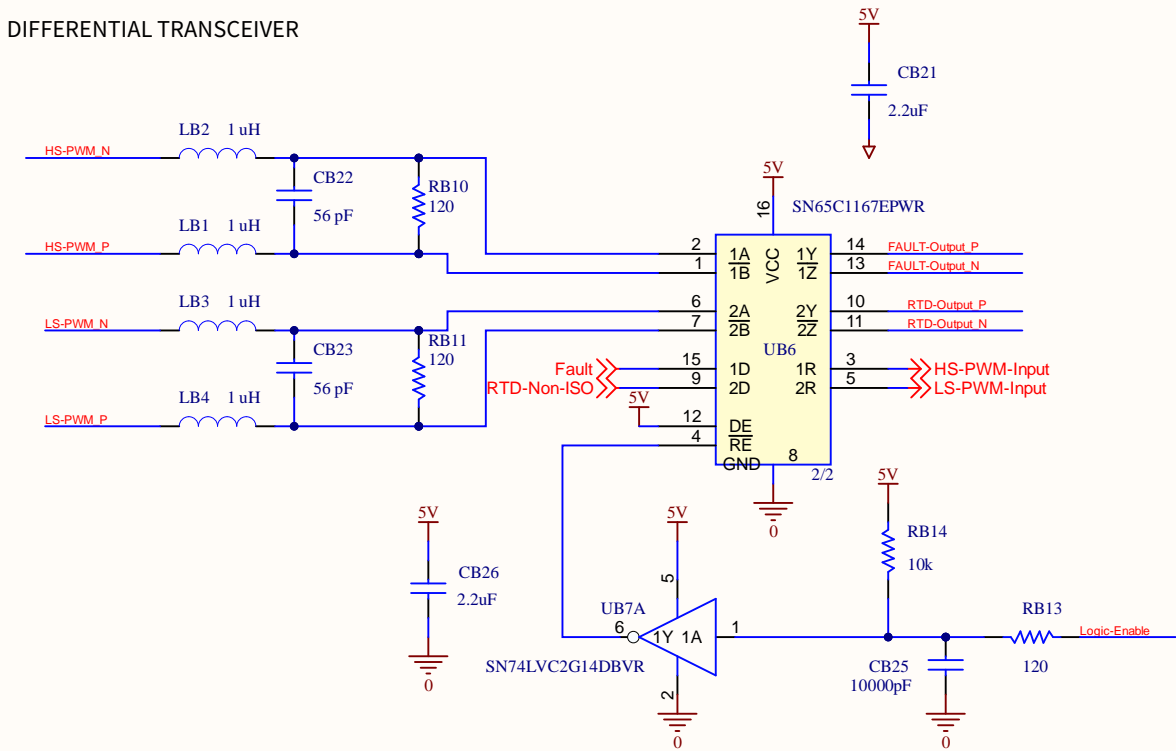 DIFFERENTIAL TRANSCEIVER
5V
CB21
2.2uF
LB2 1 uH
HS-PWM_N
CB22
56 pF
RB10
120
LB1 1 uH
HS-PWM_P
LB3 1 uH
LS-PWM_N
CB23
56 pF
RB11
120
LB4 1 uH
LS-PWM_P
5V
16
SN65C1167EPWR
2 1A VCC 1Y 14 FAULT-Output_P
1 1B 1Z 13 FAULT-Output_N
6 2A 2Y 10 RTD-Output_P
7 2B 2Z 11 RTD-Output_N
UB6
Fault 15 1D 1R 3 HS-PWM-Input
RTD-Non-ISO 9 2D 2R 5 LS-PWM-Input
5V
12 DE
4 RE
GND 8
2/2
0
5V
CB26
2.2uF
0
5V
5
UB7A
6 1Y 1A 1
SN74LVC2G14DBVR
2
0
5V
RB14
10k
RB13
120
Logic-Enable
CB25
10000pF
0